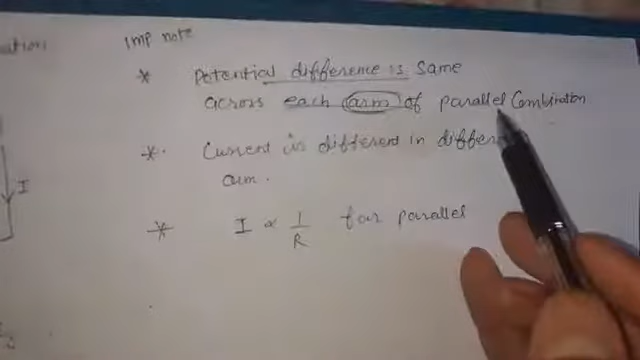 Imp note
* Potential difference is same
across each arm of parallel Combination
* Current is different in differ
arm.
* I ∝ 1/R for parallel
I